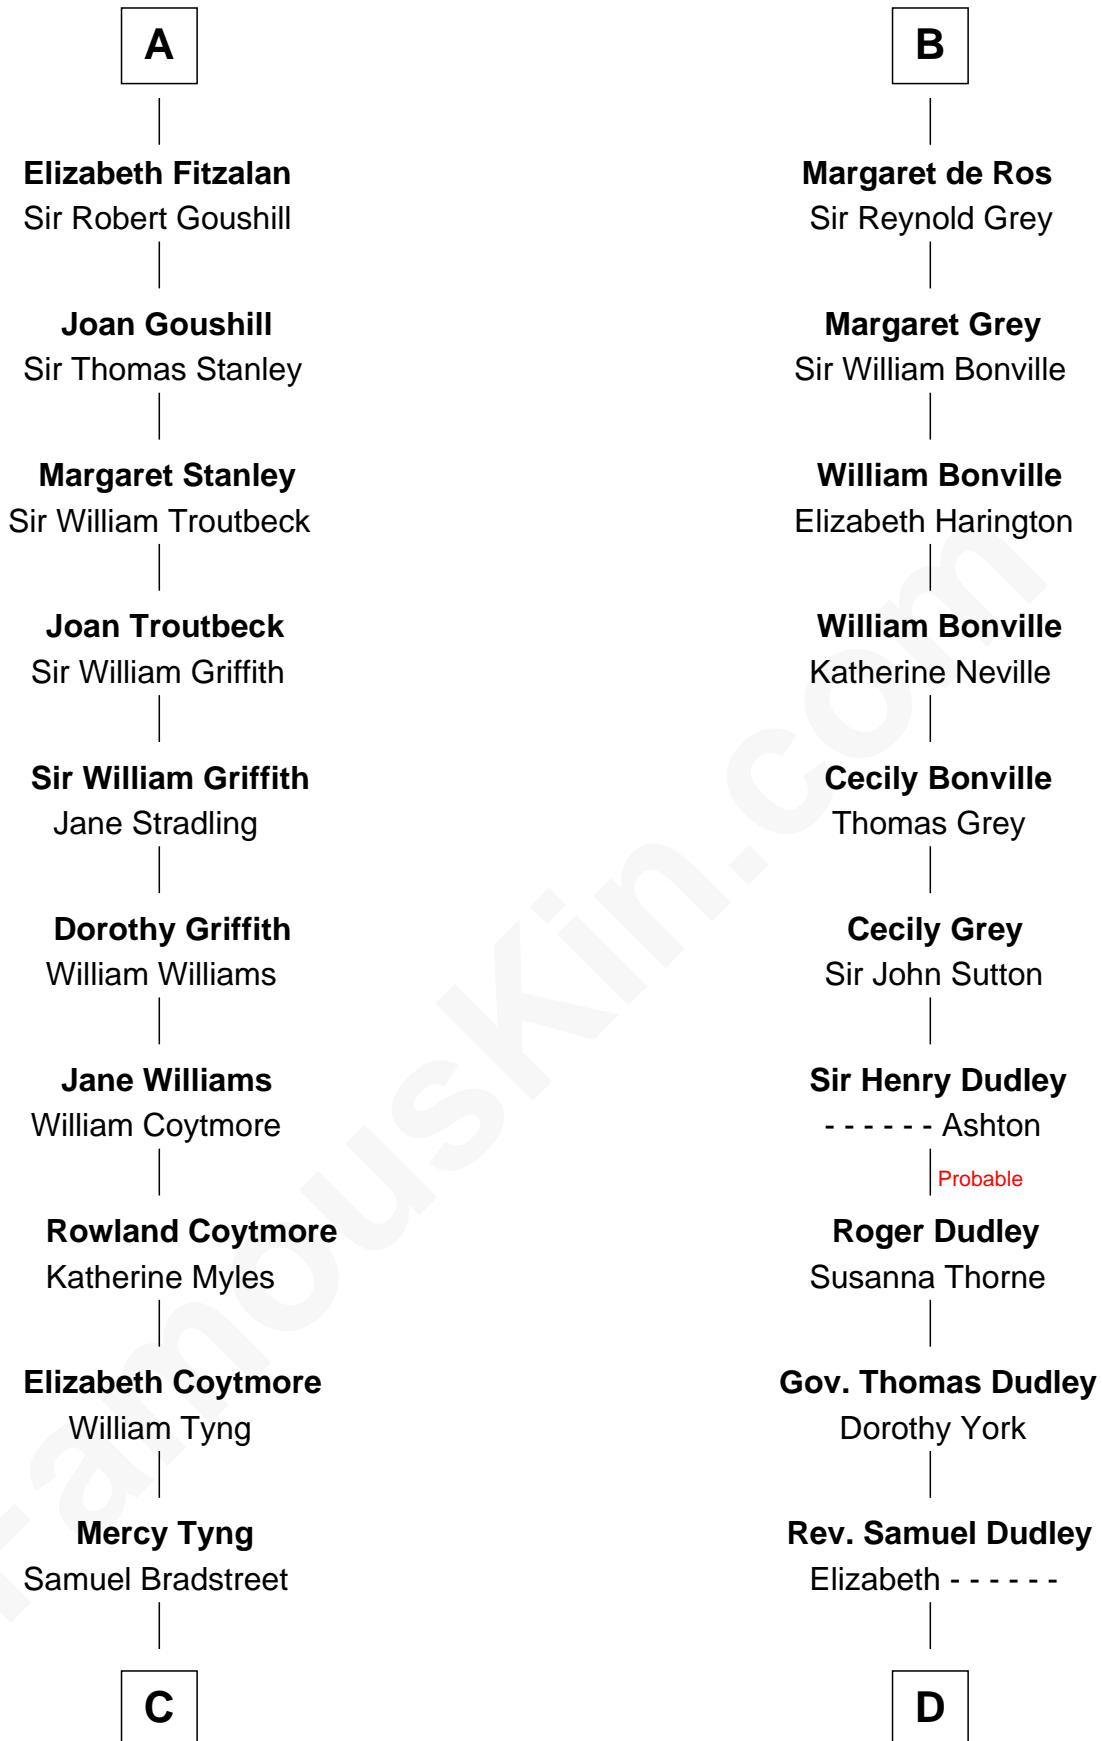 A
Elizabeth Fitzalan
Sir Robert Goushill
Joan Goushill
Sir Thomas Stanley
Margaret Stanley
Sir William Troutbeck
Joan Troutbeck
Sir William Griffith
Sir William Griffith
Jane Stradling
Dorothy Griffith
William Williams
Jane Williams
William Coytmore
Rowland Coytmore
Katherine Myles
Elizabeth Coytmore
William Tyng
Mercy Tyng
Samuel Bradstreet
C
B
Margaret de Ros
Sir Reynold Grey
Margaret Grey
Sir William Bonville
William Bonville
Elizabeth Harington
William Bonville
Katherine Neville
Cecily Bonville
Thomas Grey
Cecily Grey
Sir John Sutton
Sir Henry Dudley
- - - - - - Ashton
Probable
Roger Dudley
Susanna Thorne
Gov. Thomas Dudley
Dorothy York
Rev. Samuel Dudley
Elizabeth - - - - - -
D
FamousKin.com